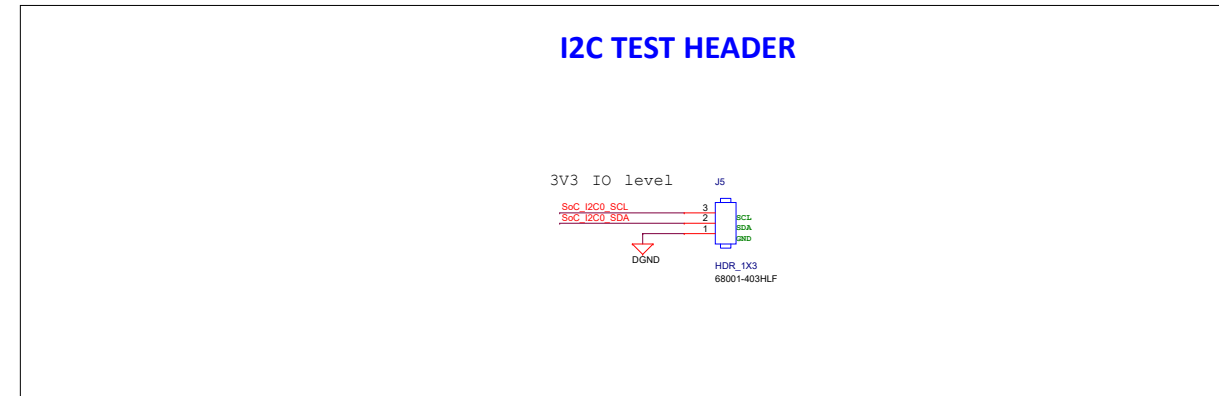 I2C TEST HEADER
3V3 IO level
J5
SoC_I2C0_SCL
3
SoC_I2C0_SDA
2
SCL
1
SDA
GND
DGND
HDR_1X3
68001-403HLF